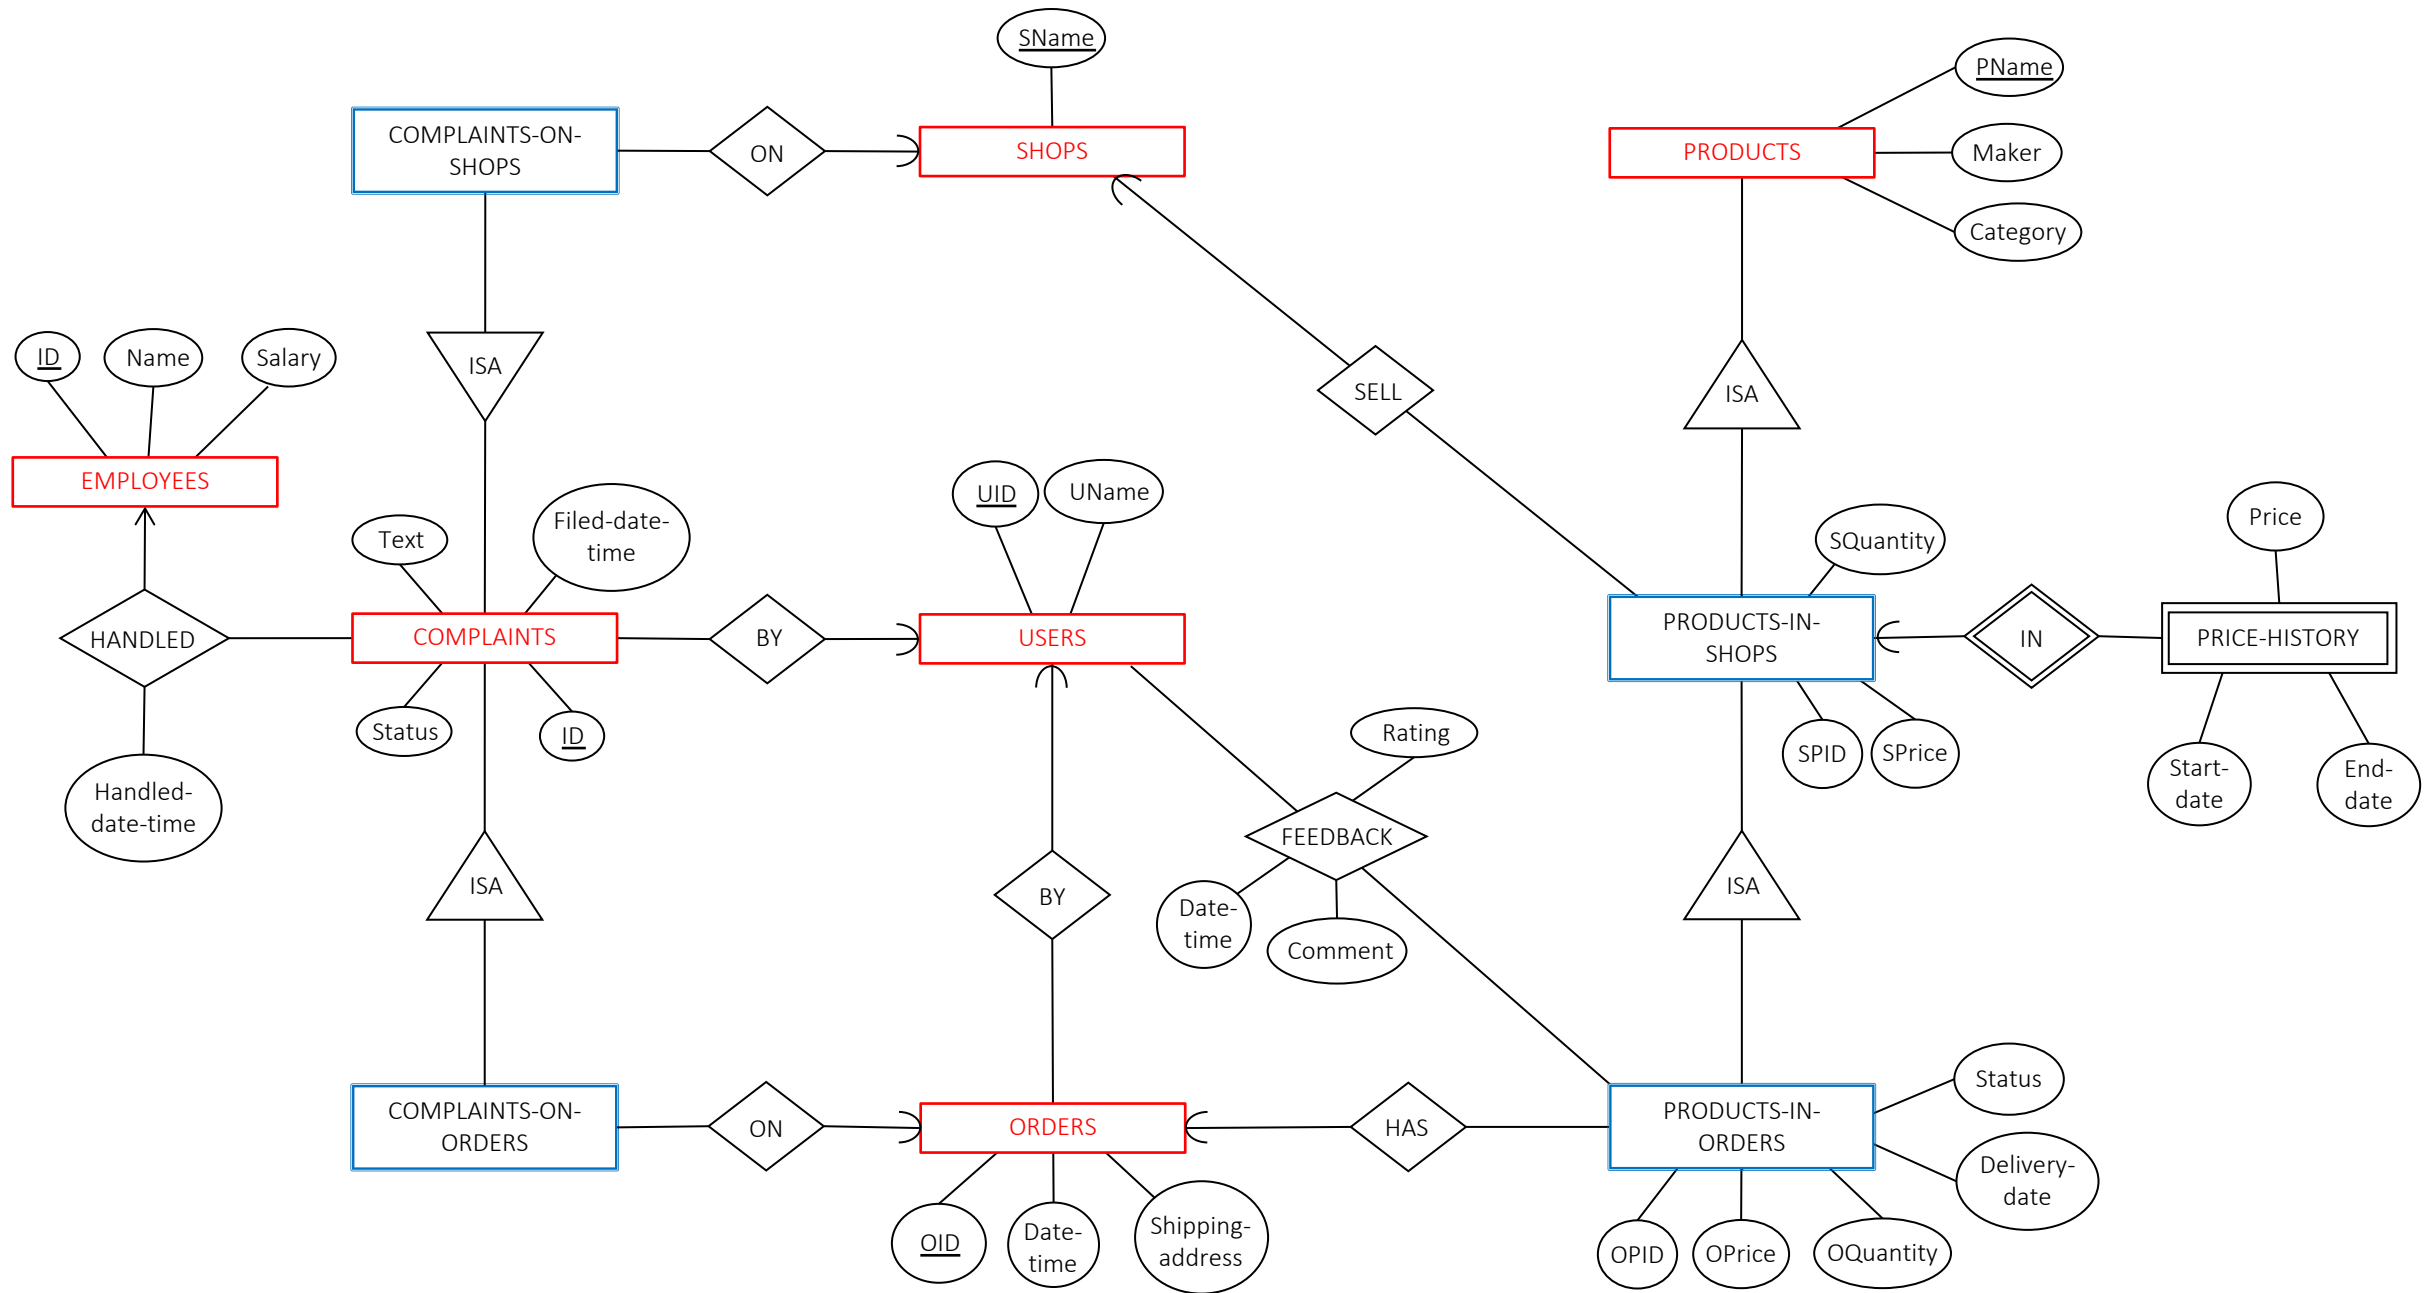 SName
PName
COMPLAINTS-ON-
SHOPS
ON
SHOPS
PRODUCTS
Maker
Category
ID
Name
Salary
ISA
SELL
ISA
EMPLOYEES
Text
Filed-date-
time
UID
UName
SQuantity
Price
HANDLED
COMPLAINTS
BY
USERS
PRODUCTS-IN-
SHOPS
IN
PRICE-HISTORY
Status
ID
Rating
SPID
SPrice
Start-
date
End-
date
Handled-
date-time
FEEDBACK
ISA
BY
Date-
time
Comment
ISA
COMPLAINTS-ON-
ORDERS
ON
ORDERS
HAS
PRODUCTS-IN-
ORDERS
Status
Delivery-
date
OID
Date-
time
Shipping-
address
OPID
OPrice
OQuantity